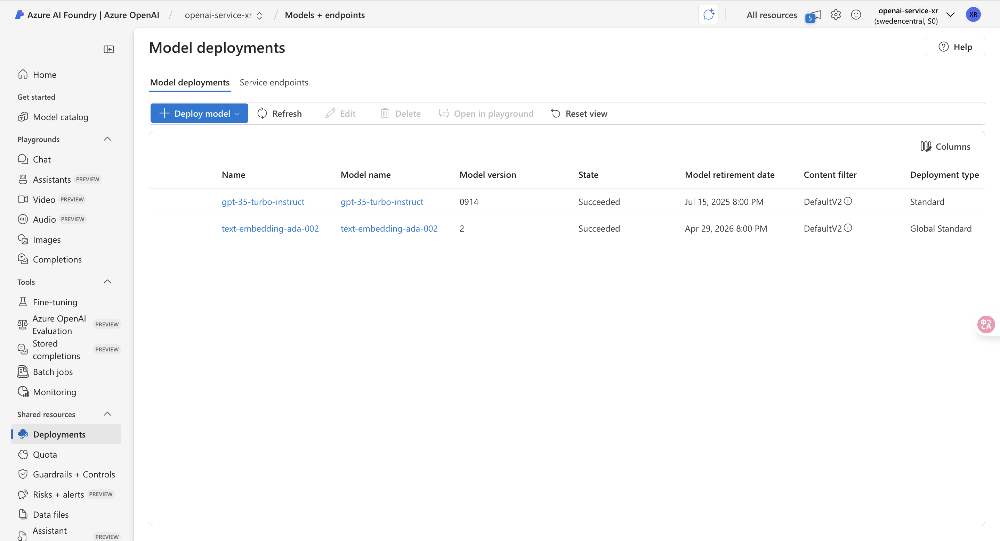 Azure AI Foundry | Azure OpenAI / openai-service-xr / Models + endpoints
All resources
5
openai-service-xr
(swedencentral, S0)
XR
Home
Get started
Model catalog
Playgrounds
Chat
Assistants PREVIEW
Video PREVIEW
Audio PREVIEW
Images
Completions
Tools
Fine-tuning
Azure OpenAI
Evaluation
PREVIEW
Stored
completions
PREVIEW
Batch jobs
Monitoring
Shared resources
Deployments
Quota
Guardrails + Controls
Risks + alerts PREVIEW
Data files
Assistant
PREVIEW
Model deployments
Help
Model deployments Service endpoints
Deploy model Refresh Edit Delete Open in playground Reset view
Columns
Name Model name Model version State Model retirement date Content filter Deployment type
gpt-35-turbo-instruct gpt-35-turbo-instruct 0914 Succeeded Jul 15, 2025 8:00 PM DefaultV2 Standard
text-embedding-ada-002 text-embedding-ada-002 2 Succeeded Apr 29, 2026 8:00 PM DefaultV2 Global Standard
中 A